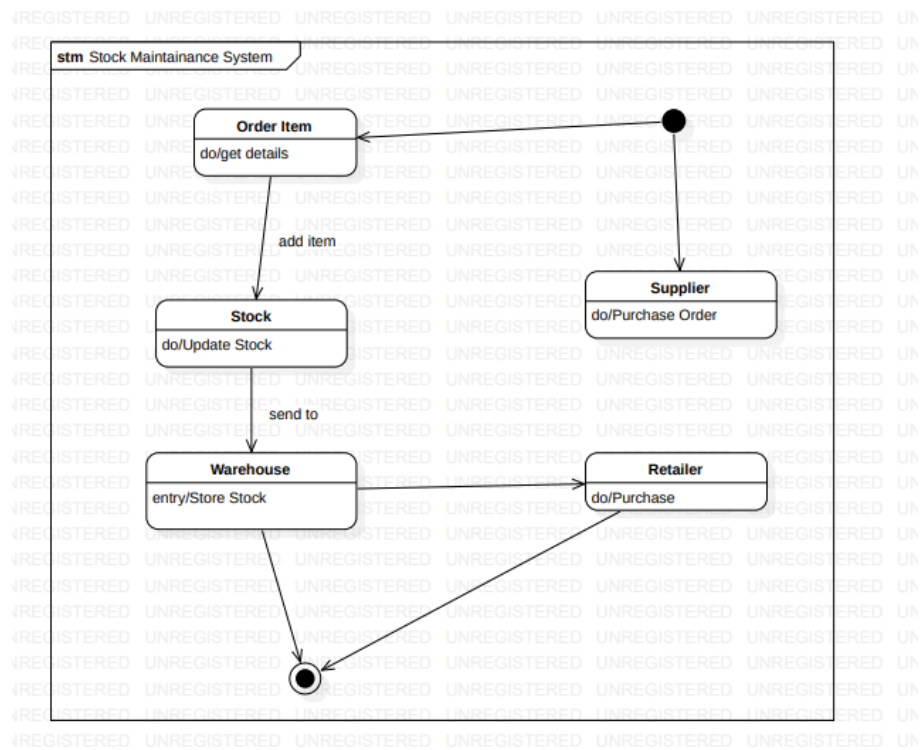 stm Stock Maintainance System
Order Item
do/get details
add item
Supplier
do/Purchase Order
Stock
do/Update Stock
send to
Warehouse
entry/Store Stock
Retailer
do/Purchase
UNREGISTERED